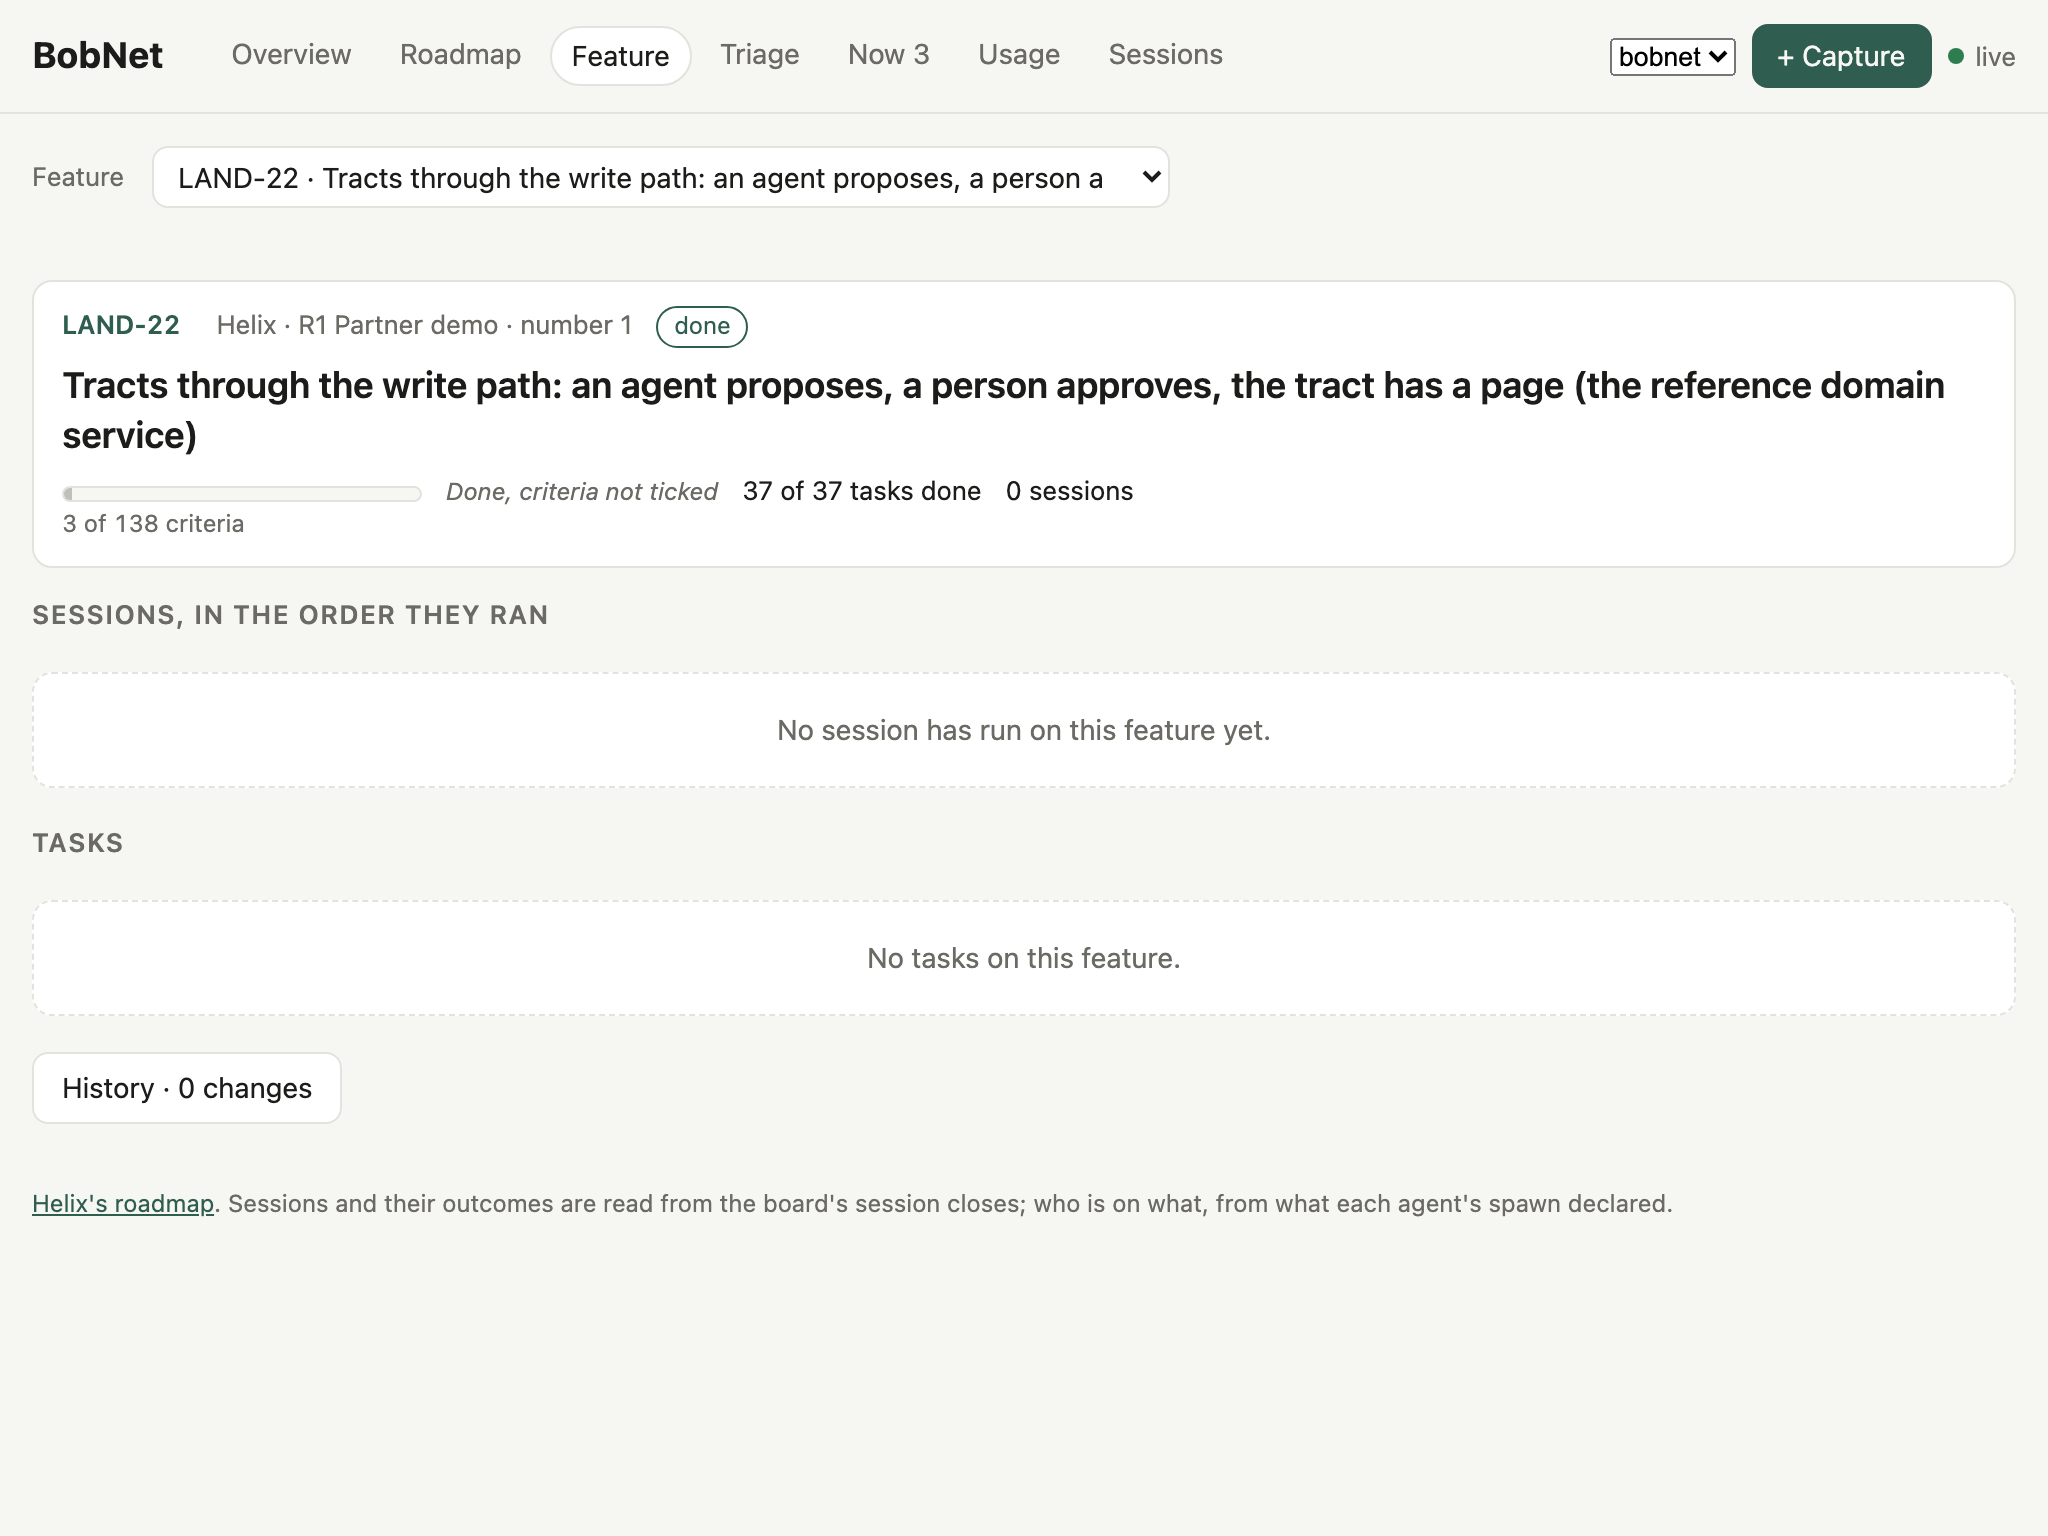 BobNet Overview Roadmap Feature Triage Now 3 Usage Sessions bobnet + Capture live
Feature LAND-22 · Tracts through the write path: an agent proposes, a person a
LAND-22 Helix · R1 Partner demo · number 1 done
Tracts through the write path: an agent proposes, a person approves, the tract has a page (the reference domain
service)
Done, criteria not ticked 37 of 37 tasks done 0 sessions
3 of 138 criteria
SESSIONS, IN THE ORDER THEY RAN
No session has run on this feature yet.
TASKS
No tasks on this feature.
History · 0 changes
Helix's roadmap. Sessions and their outcomes are read from the board's session closes; who is on what, from what each agent's spawn declared.